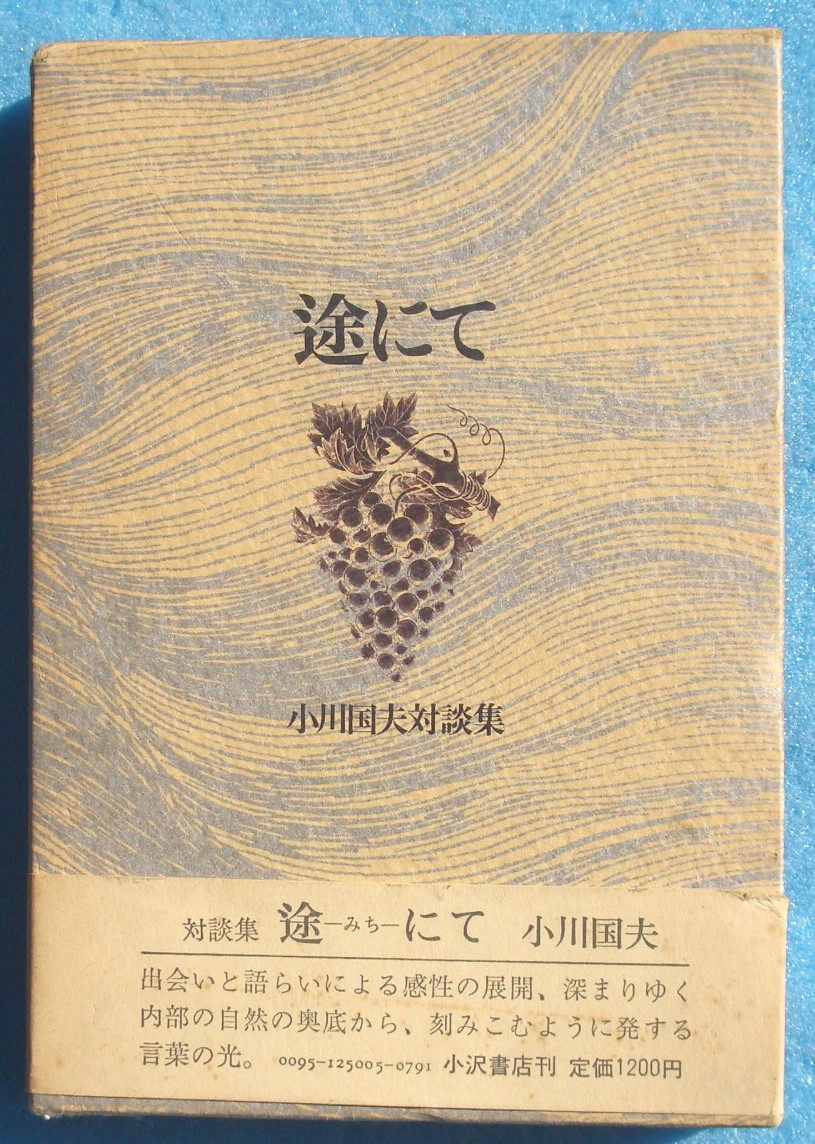 途にて
小川国夫対談集
対談集 途—みち—にて 小川国夫
出会いと語らいによる感性の展開、深まりゆく
内部の自然の奥底から、刻みこむように発する
言葉の光。 0095-125005-0791 小沢書店刊 定価1200円